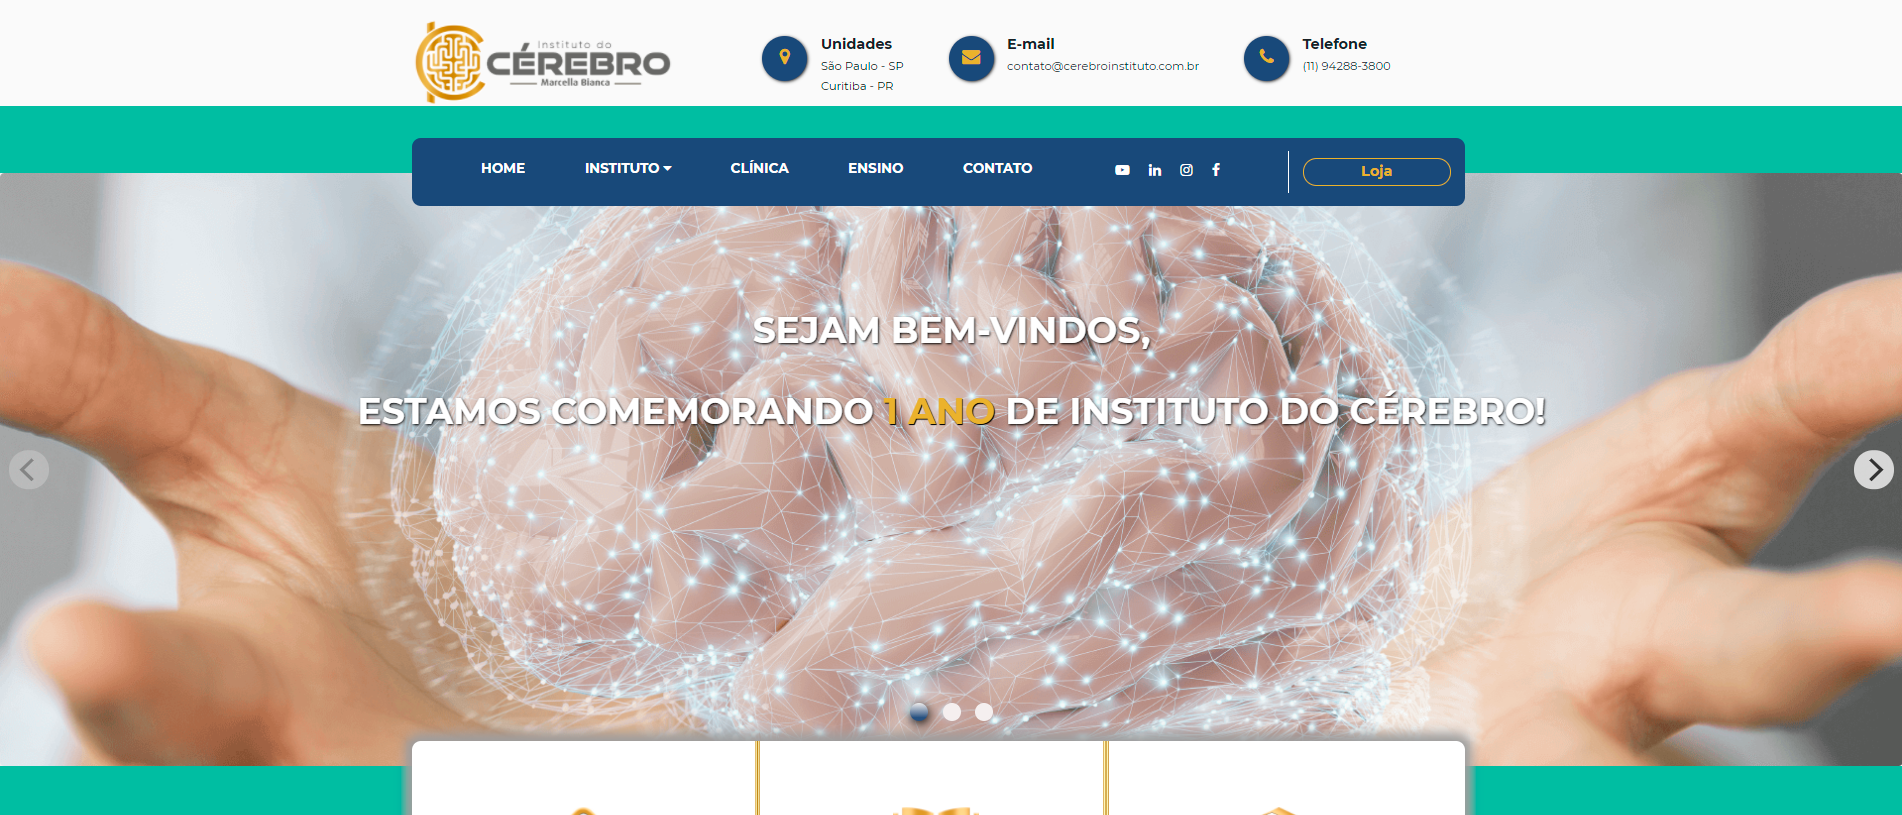 Instituto do
CÉREBRO
Marcella Bianca
Unidades
São Paulo - SP
Curitiba - PR
E-mail
contato@cerebroinstituto.com.br
Telefone
(11) 94288-3800
HOME INSTITUTO CLÍNICA ENSINO CONTATO Loja
SEJAM BEM-VINDOS,
ESTAMOS COMEMORANDO 1 ANO DE INSTITUTO DO CÉREBRO!